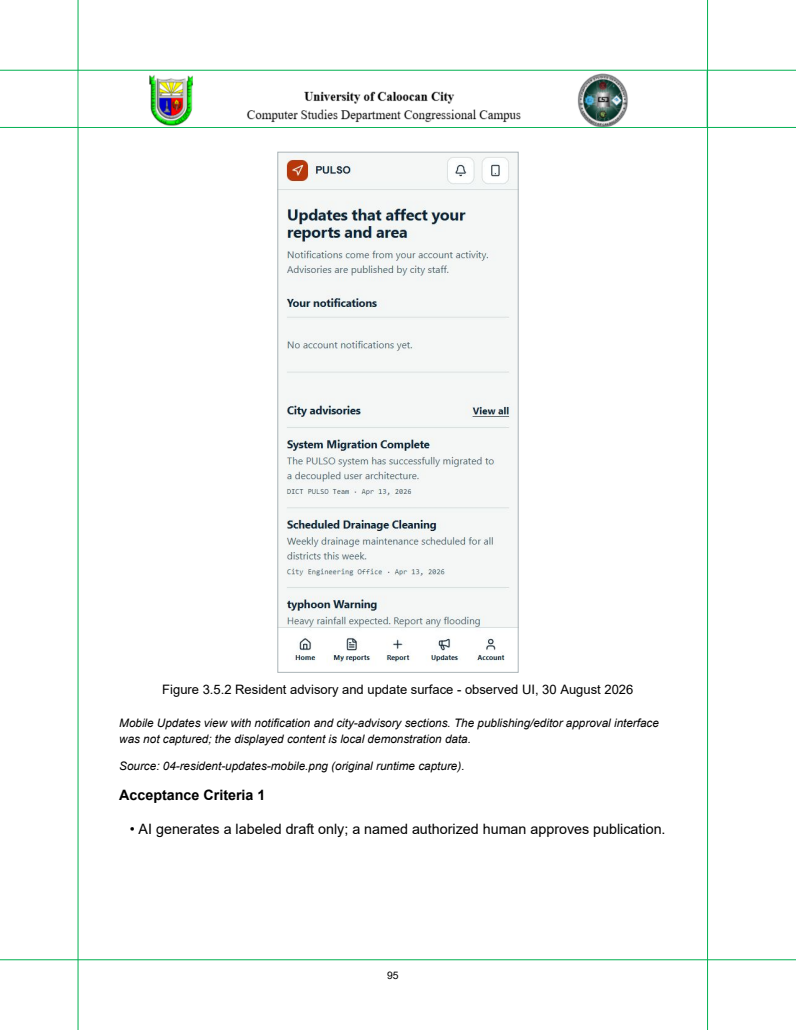 University of Caloocan City
Computer Studies Department Congressional Campus
PULSO
Updates that affect your
reports and area
Notifications come from your account activity.
Advisories are published by city staff.
Your notifications
No account notifications yet.
City advisories
View all
System Migration Complete
The PULSO system has successfully migrated to
a decoupled user architecture.
DICT PULSO Team · Apr 13, 2026
Scheduled Drainage Cleaning
Weekly drainage maintenance scheduled for all
districts this week.
City Engineering Office · Apr 13, 2026
typhoon Warning
Heavy rainfall expected. Report any flooding
Home
My reports
Report
Updates
Account
Figure 3.5.2 Resident advisory and update surface - observed UI, 30 August 2026
Mobile Updates view with notification and city-advisory sections. The publishing/editor approval interface
was not captured; the displayed content is local demonstration data.
Source: 04-resident-updates-mobile.png (original runtime capture).
Acceptance Criteria 1
• AI generates a labeled draft only; a named authorized human approves publication.
95